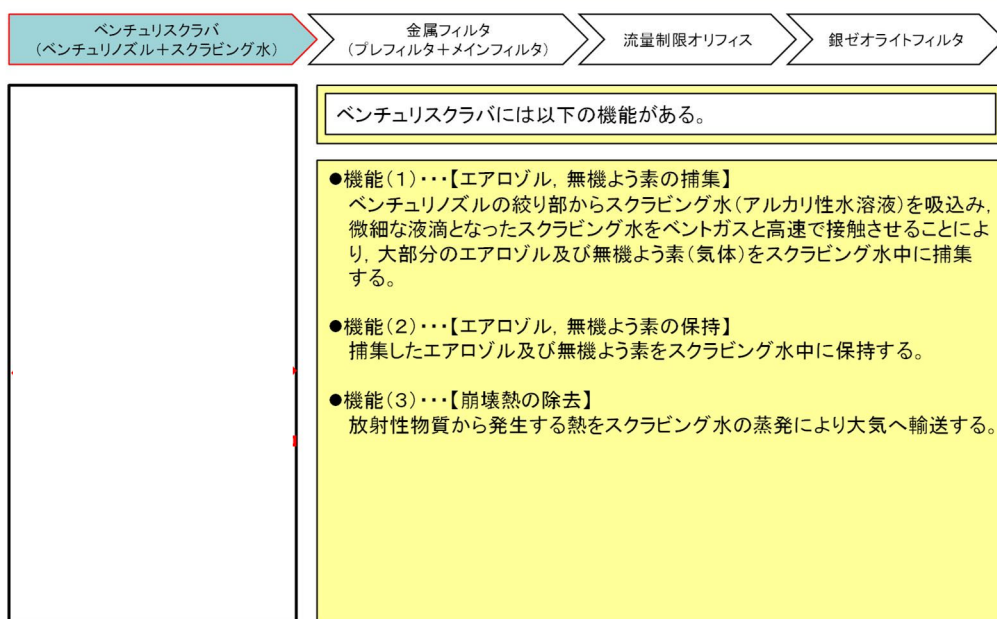 ベンチュリスクラバ
（ベンチュリノズル＋スクラビング水）
金属フィルタ
（プレフィルタ＋メインフィルタ）
流量制限オリフィス
銀ゼオライトフィルタ
ベンチュリスクラバには以下の機能がある。
●機能（１）・・・【エアロゾル，無機よう素の捕集】
ベンチュリノズルの絞り部からスクラビング水（アルカリ性水溶液）を吸込み，
微細な液滴となったスクラビング水をベントガスと高速で接触させることによ
り，大部分のエアロゾル及び無機よう素（気体）をスクラビング水中に捕集
する。
●機能（２）・・・【エアロゾル，無機よう素の保持】
捕集したエアロゾル及び無機よう素をスクラビング水中に保持する。
●機能（３）・・・【崩壊熱の除去】
放射性物質から発生する熱をスクラビング水の蒸発により大気へ輸送する。